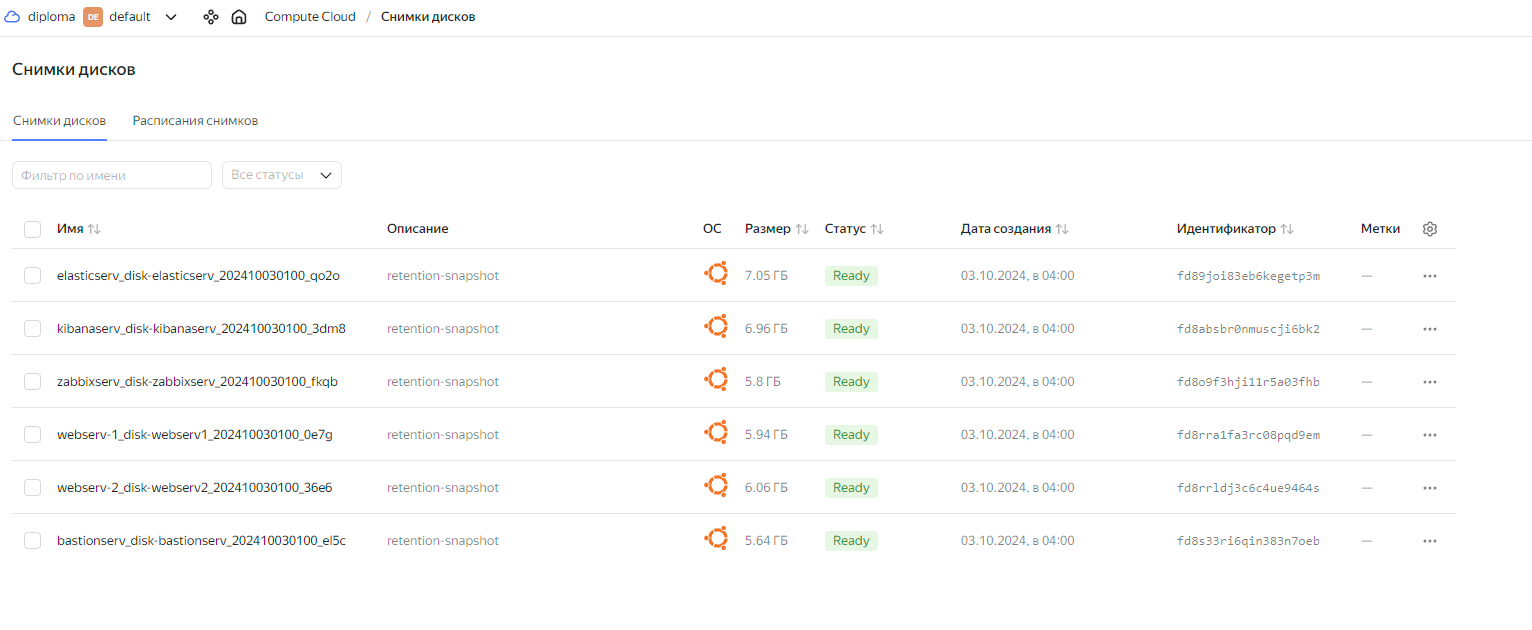 diploma DE default Compute Cloud / Снимки дисков
Снимки дисков
Снимки дисков Расписания снимков
Фильтр по имени Все статусы
Имя Описание ОС Размер Статус Дата создания Идентификатор Метки
elasticserv_disk-elasticserv_202410030100_qo2o retention-snapshot 7.05 ГБ Ready 03.10.2024, в 04:00 fd89joi83eb6kegetp3m —
kibanaserv_disk-kibanaserv_202410030100_3dm8 retention-snapshot 6.96 ГБ Ready 03.10.2024, в 04:00 fd8absbr0nmuscji6bk2 —
zabbixserv_disk-zabbixserv_202410030100_fkqb retention-snapshot 5.8 ГБ Ready 03.10.2024, в 04:00 fd8o9f3hji11r5a03fhb —
webserv-1_disk-webserv1_202410030100_0e7g retention-snapshot 5.94 ГБ Ready 03.10.2024, в 04:00 fd8rra1fa3rc08pqd9em —
webserv-2_disk-webserv2_202410030100_36e6 retention-snapshot 6.06 ГБ Ready 03.10.2024, в 04:00 fd8rrldj3c6c4ue9464s —
bastionserv_disk-bastionserv_202410030100_el5c retention-snapshot 5.64 ГБ Ready 03.10.2024, в 04:00 fd8s33ri6qin383n7oeb —